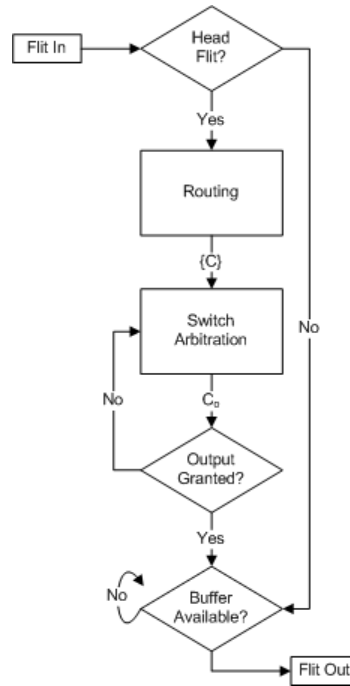 Flit In
Head
Flit?
Yes
Routing
{C}
Switch
Arbitration
No
No
C₀
Output
Granted?
Yes
No
Buffer
Available?
Flit Out